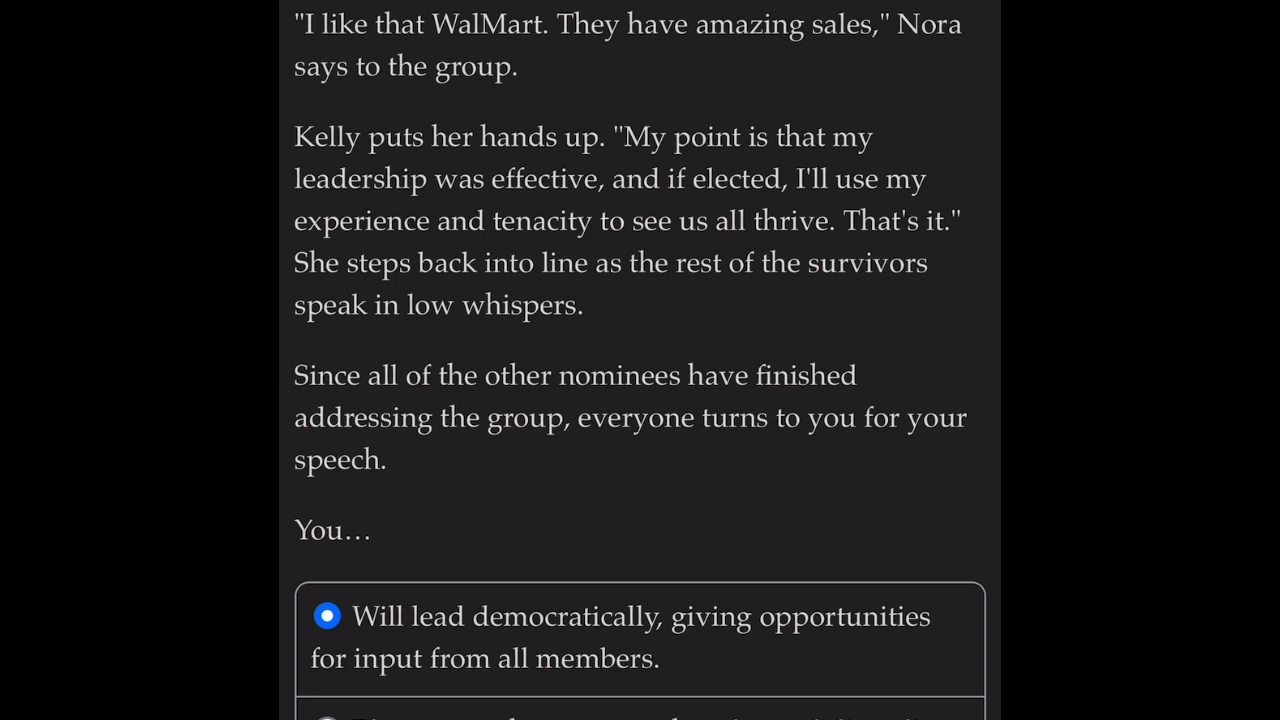 "I like that WalMart. They have amazing sales," Nora
says to the group.
Kelly puts her hands up. "My point is that my
leadership was effective, and if elected, I'll use my
experience and tenacity to see us all thrive. That's it."
She steps back into line as the rest of the survivors
speak in low whispers.
Since all of the other nominees have finished
addressing the group, everyone turns to you for your
speech.
You…
Will lead democratically, giving opportunities
for input from all members.